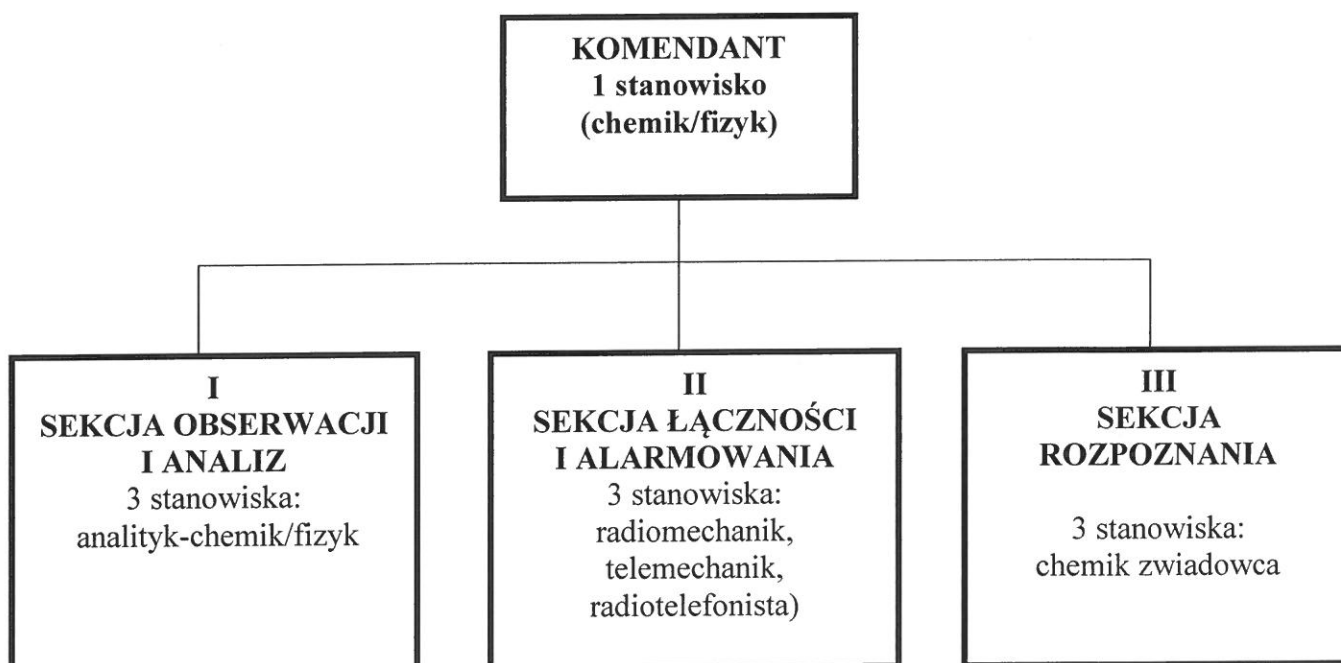 KOMENDANT
1 stanowisko
(chemik/fizyk)
I
SEKCJA OBSERWACJI
I ANALIZ
3 stanowiska:
analityk-chemik/fizyk
II
SEKCJA ŁĄCZNOŚCI
I ALARMOWANIA
3 stanowiska:
radiomechanik,
telemechanik,
radiotelefonista)
III
SEKCJA
ROZPOZNANIA
3 stanowiska:
chemik zwiadowca